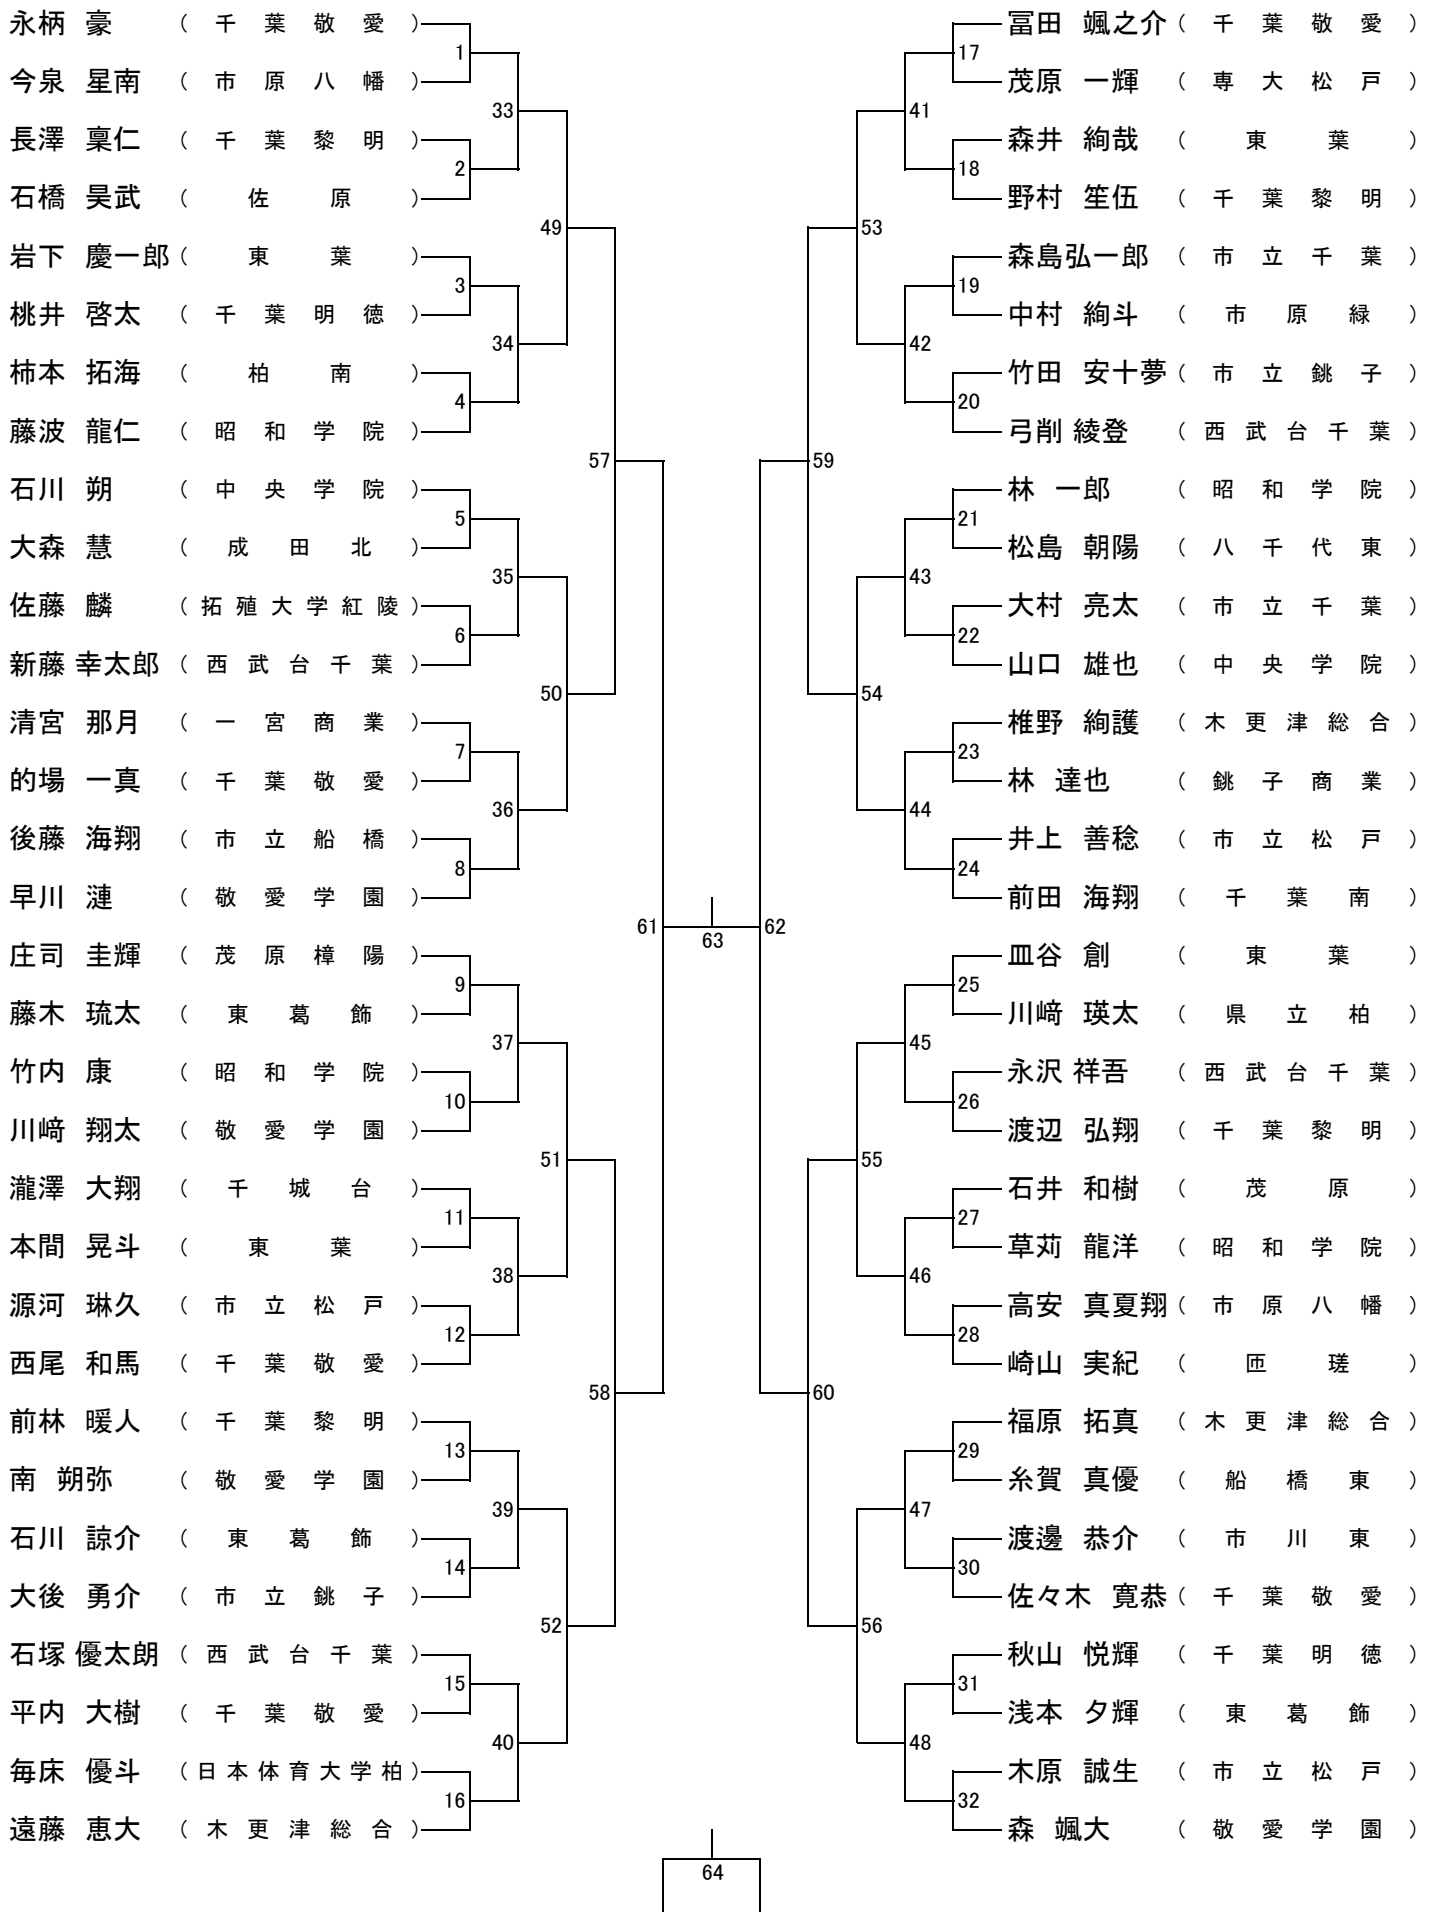 永柄 豪 (千葉敬愛)
1
今泉 星南 (市原八幡)
33
長澤 稟仁 (千葉黎明)
2
石橋 昊武 (佐原)
49
岩下 慶一郎 (東葉)
3
桃井 啓太 (千葉明徳)
34
柿本 拓海 (柏南)
4
藤波 龍仁 (昭和学院)
57
石川 朔 (中央学院)
5
大森 慧 (成田北)
35
佐藤 麟 (拓殖大学紅陵)
6
新藤 幸太郎 (西武台千葉)
50
清宮 那月 (一宮商業)
7
的場 一真 (千葉敬愛)
36
後藤 海翔 (市立船橋)
8
早川 漣 (敬愛学園)
61
庄司 圭輝 (茂原樟陽)
9
藤木 琉太 (東葛飾)
37
竹内 康 (昭和学院)
10
川﨑 翔太 (敬愛学園)
51
瀧澤 大翔 (千城台)
11
本間 晃斗 (東葉)
38
源河 琳久 (市立松戸)
12
西尾 和馬 (千葉敬愛)
58
前林 暖人 (千葉黎明)
13
南 朔弥 (敬愛学園)
39
石川 諒介 (東葛飾)
14
大後 勇介 (市立銚子)
52
石塚 優太朗 (西武台千葉)
15
平内 大樹 (千葉敬愛)
40
毎床 優斗 (日本体育大学柏)
16
遠藤 恵大 (木更津総合)
63
64
冨田 颯之介 (千葉敬愛)
17
茂原 一輝 (専大松戸)
41
森井 絢哉 (東葉)
18
野村 笙伍 (千葉黎明)
53
森島弘一郎 (市立千葉)
19
中村 絢斗 (市原緑)
42
竹田 安十夢 (市立銚子)
20
弓削 綾登 (西武台千葉)
59
林 一郎 (昭和学院)
21
松島 朝陽 (八千代東)
43
大村 亮太 (市立千葉)
22
山口 雄也 (中央学院)
54
椎野 絢護 (木更津総合)
23
林 達也 (銚子商業)
44
井上 善稔 (市立松戸)
24
前田 海翔 (千葉南)
62
皿谷 創 (東葉)
25
川﨑 瑛太 (県立柏)
45
永沢 祥吾 (西武台千葉)
26
渡辺 弘翔 (千葉黎明)
55
石井 和樹 (茂原)
27
草苅 龍洋 (昭和学院)
46
高安 真夏翔 (市原八幡)
28
崎山 実紀 (匝瑳)
60
福原 拓真 (木更津総合)
29
糸賀 真優 (船橋東)
47
渡邊 恭介 (市川東)
30
佐々木 寛恭 (千葉敬愛)
56
秋山 悦輝 (千葉明徳)
31
浅本 夕輝 (東葛飾)
48
木原 誠生 (市立松戸)
32
森 颯大 (敬愛学園)